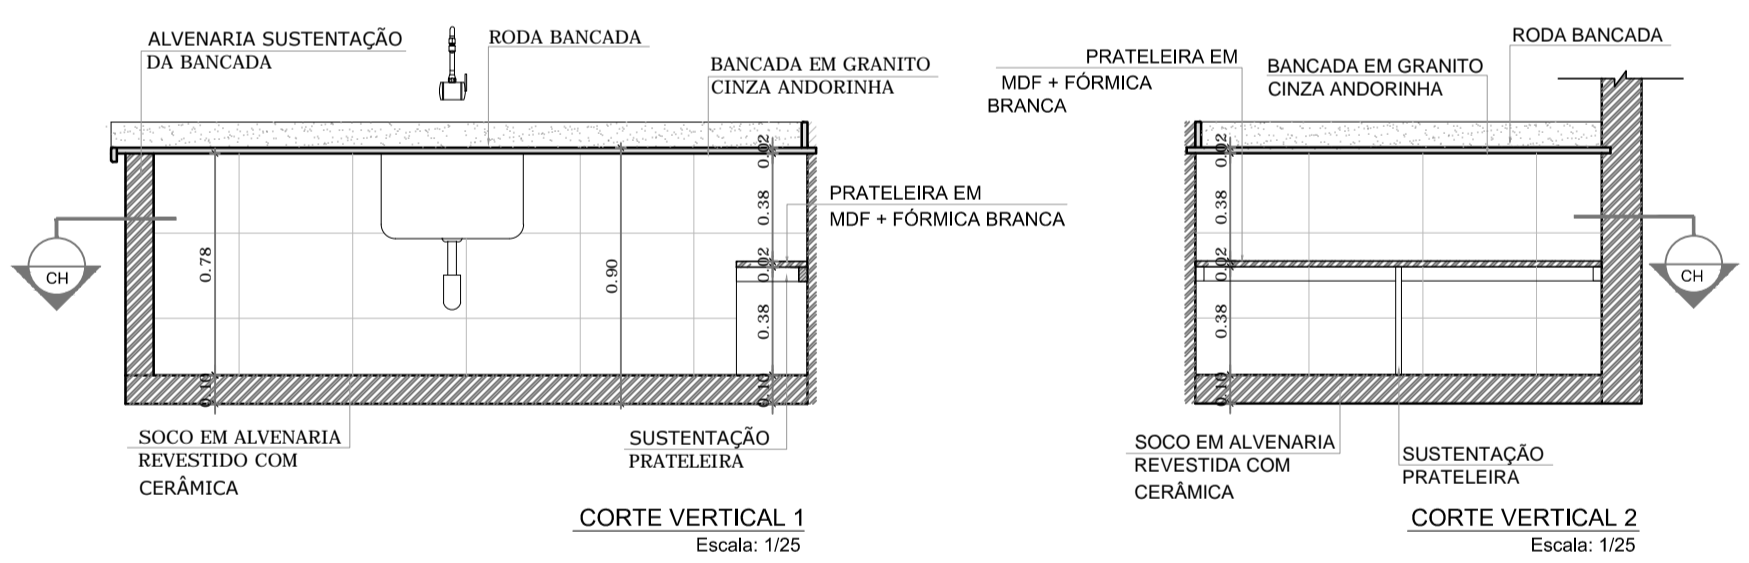 ALVENARIA SUSTENTAÇÃO
DA BANCADA
RODA BANCADA
BANCADA EM GRANITO
CINZA ANDORINHA
PRATELEIRA EM
MDF + FÓRMICA BRANCA
0.02
0.38
0.02
0.38
0.10
0.78
0.10
0.90
CH
SOCO EM ALVENARIA
REVESTIDO COM
CERÂMICA
SUSTENTAÇÃO
PRATELEIRA
CORTE VERTICAL 1
Escala: 1/25
PRATELEIRA EM
MDF + FÓRMICA
BRANCA
BANCADA EM GRANITO
CINZA ANDORINHA
RODA BANCADA
0.02
0.38
0.02
0.38
0.10
CH
SOCO EM ALVENARIA
REVESTIDA COM
CERÂMICA
SUSTENTAÇÃO
PRATELEIRA
CORTE VERTICAL 2
Escala: 1/25